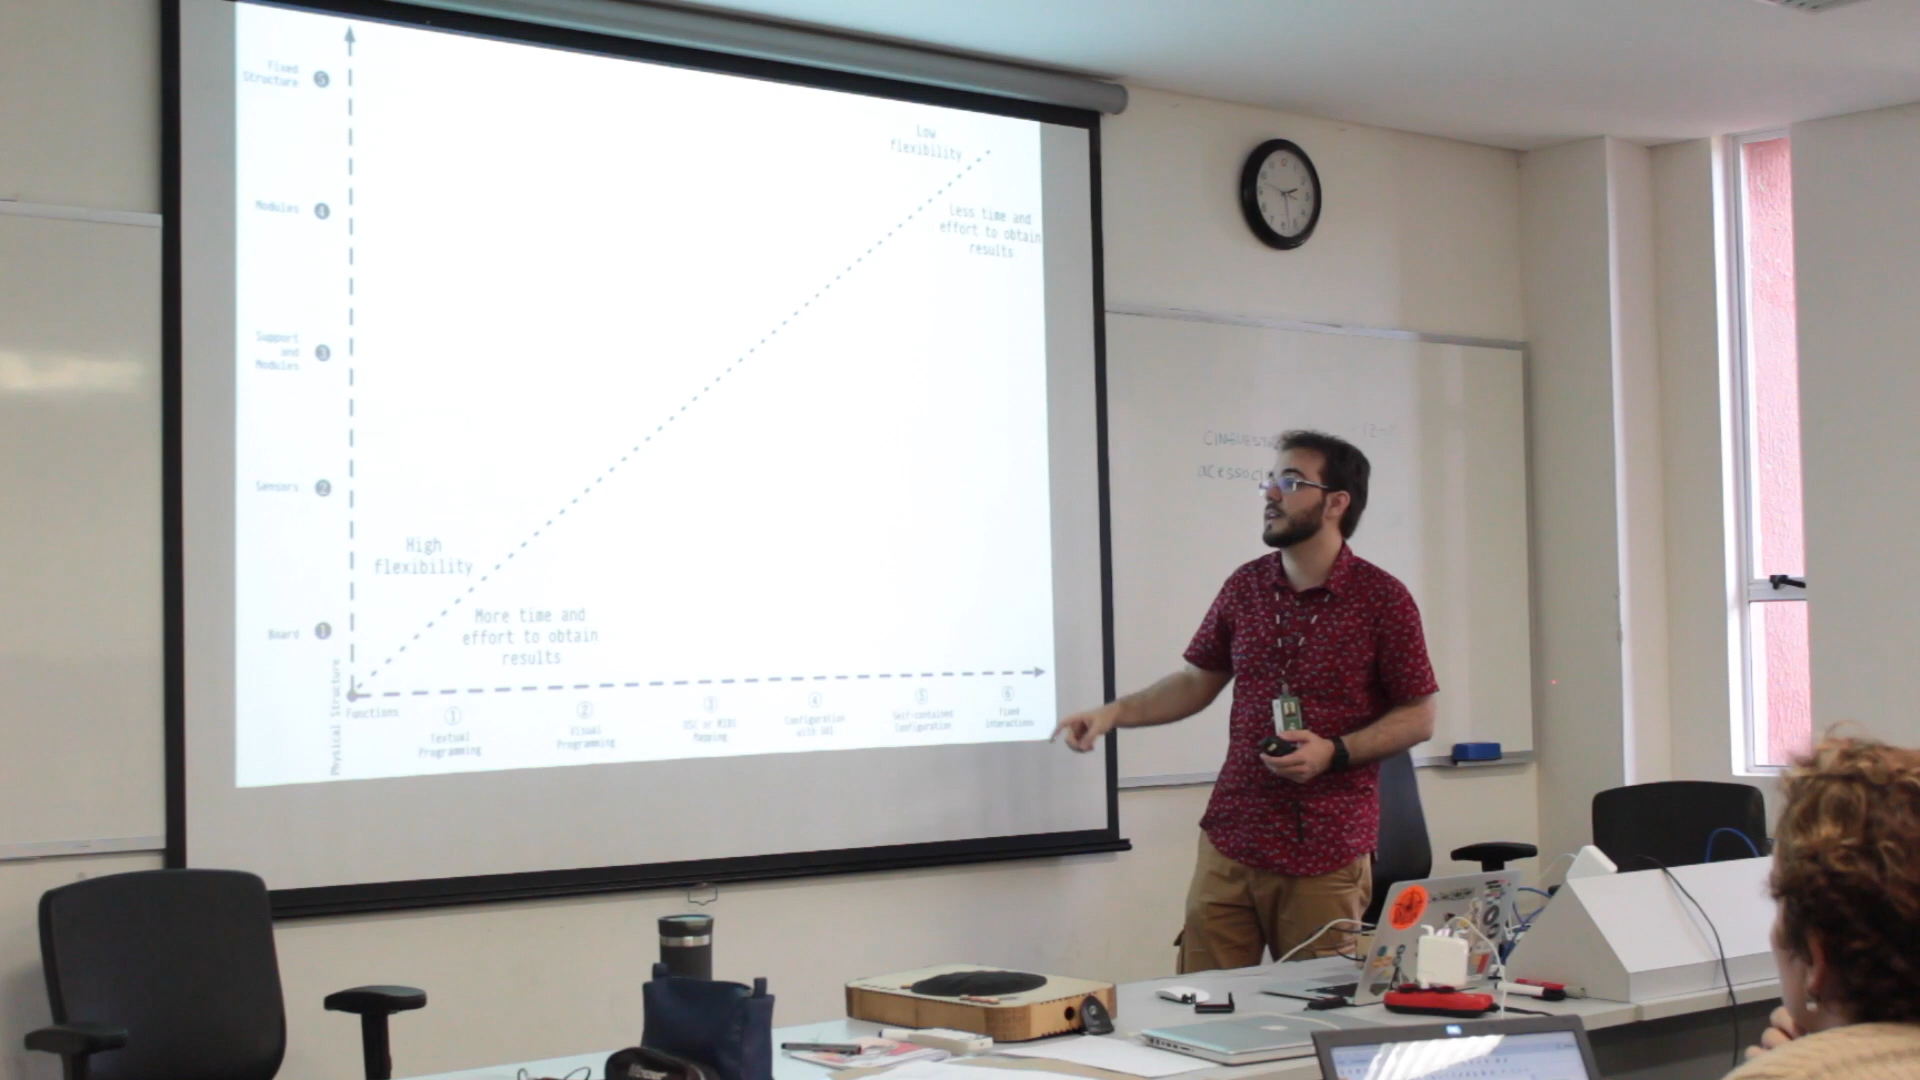 Fixed
Structure
5
Modules
4
Support
and
Modules
3
Sensors
2
Board
1
Physical Structure
Low
flexibility
Less time and
effort to obtain
results
High
flexibility
More time and
effort to obtain
results
Functions
1
Textual
Programming
2
Visual
Programming
3
OSC or MIDI
Mapping
4
Configuration
with GUI
5
Self-contained
Configuration
6
Fixed
Interactions